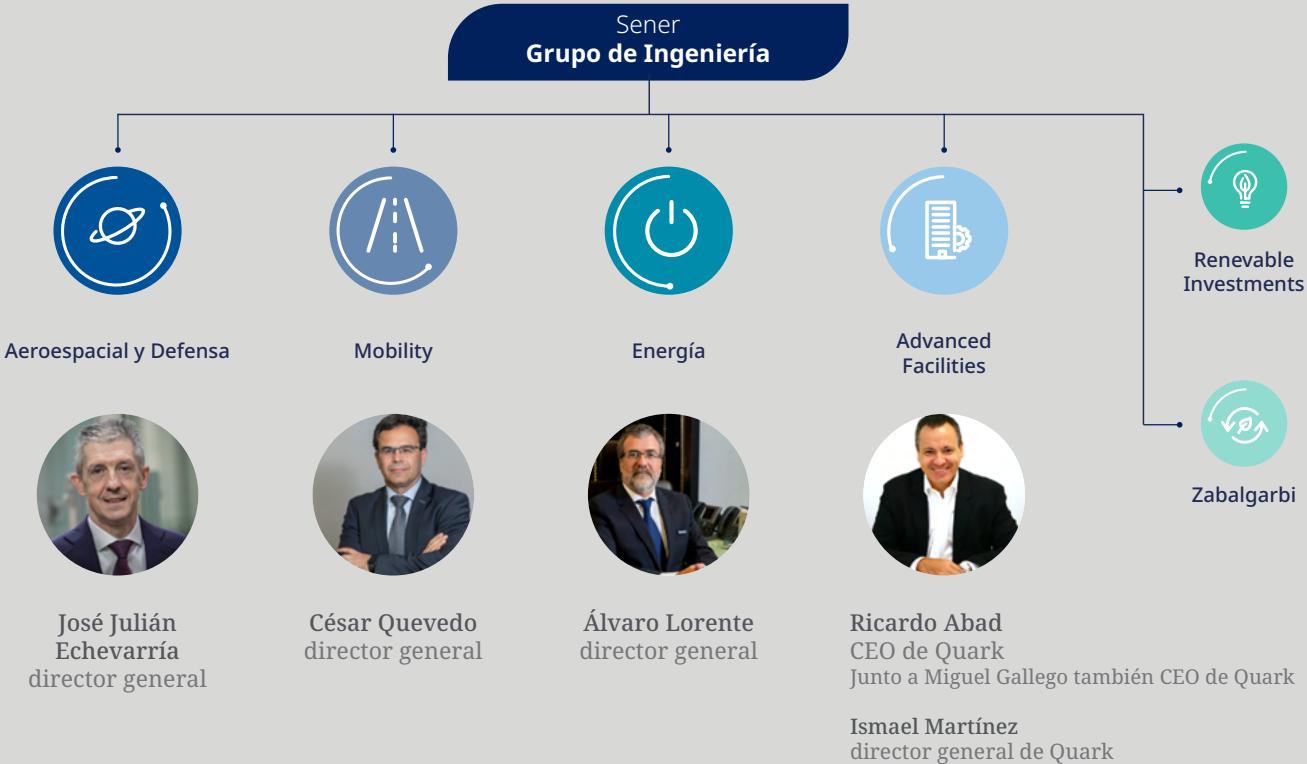 Sener
Grupo de Ingeniería
Aeroespacial y Defensa
Mobility
Energía
Advanced
Facilities
Renevable
Investments
Zabalgarbi
José Julián
Echevarría
director general
César Quevedo
director general
Álvaro Lorente
director general
Ricardo Abad
CEO de Quark
Junto a Miguel Gallego también CEO de Quark
Ismael Martínez
director general de Quark